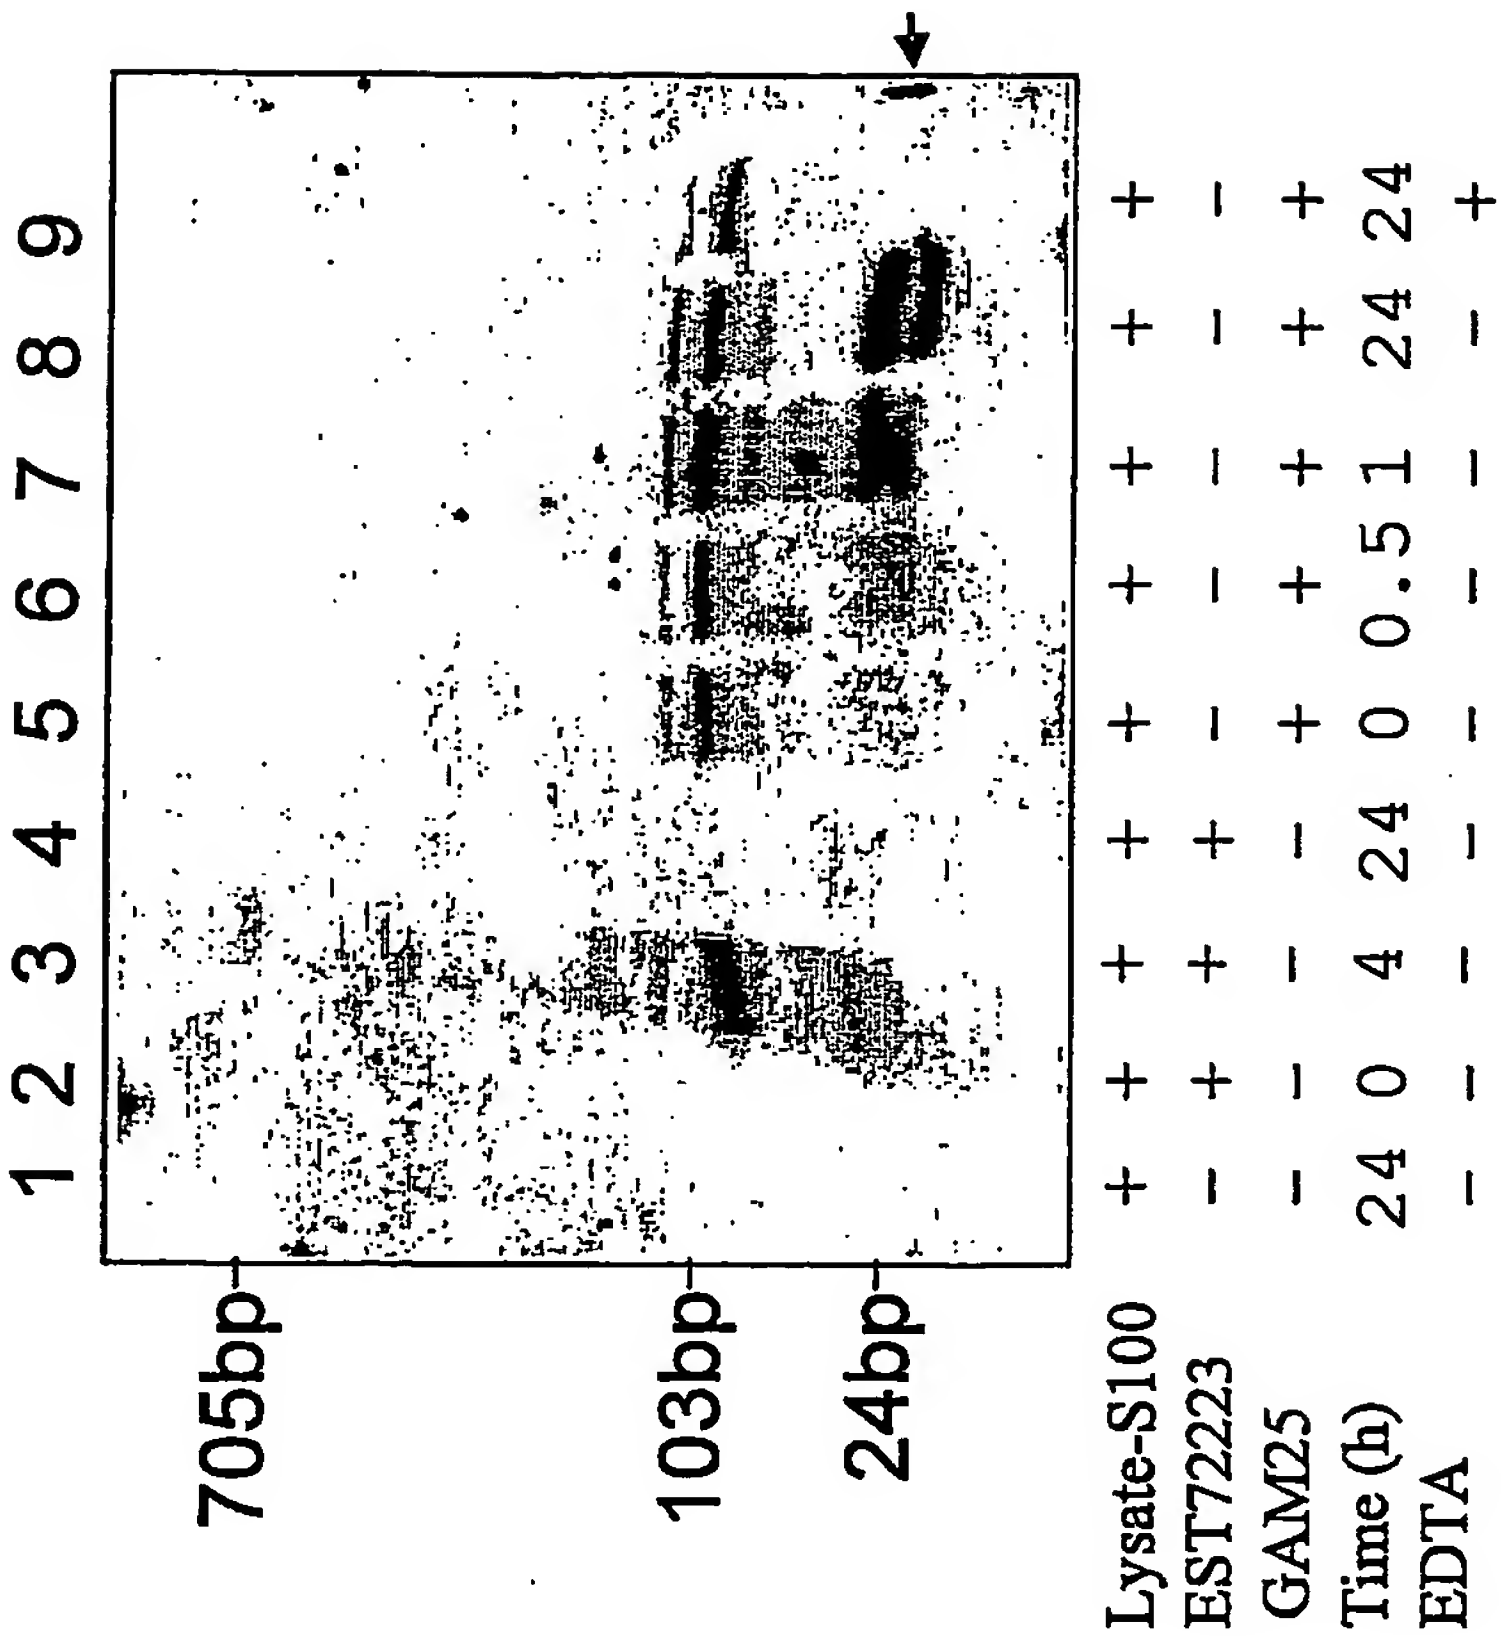 1 2 3 4 5 6 7 8 9
705bp
103bp
24bp
Lysate-S100 + + + + + + + + +
EST72223 - + + + - - - - -
GAM25 - - - - + + + + +
Time (h) 24 0 4 24 0 0.5 1 24 24
EDTA - - - - - - - - +